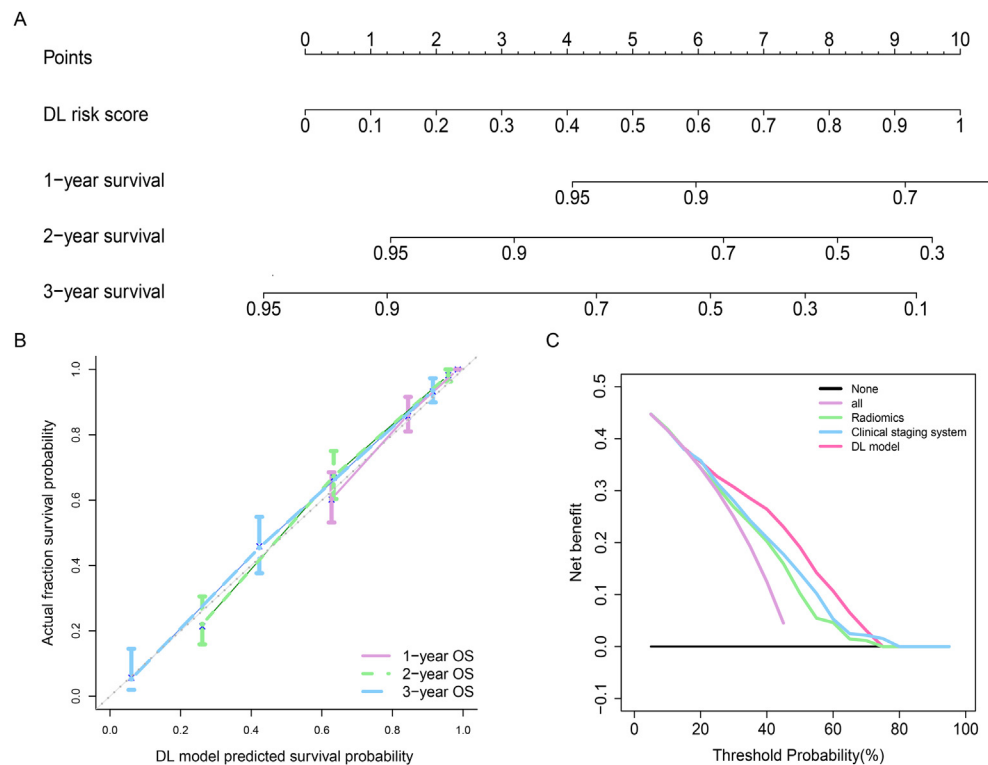 A
Points
0 1 2 3 4 5 6 7 8 9 10
DL risk score
0 0.1 0.2 0.3 0.4 0.5 0.6 0.7 0.8 0.9 1
1−year survival
0.95 0.9 0.7
2−year survival
0.95 0.9 0.7 0.5 0.3
3−year survival
0.95 0.9 0.7 0.5 0.3 0.1
B
Actual fraction survival probability
1.0
0.8
0.6
0.4
0.2
0.0
1−year OS
2−year OS
3−year OS
0.0 0.2 0.4 0.6 0.8 1.0
DL model predicted survival probability
C
Net benefit
0.5
0.4
0.3
0.2
0.1
0.0
−0.1
None
all
Radiomics
Clinical staging system
DL model
0 20 40 60 80 100
Threshold Probability(%)